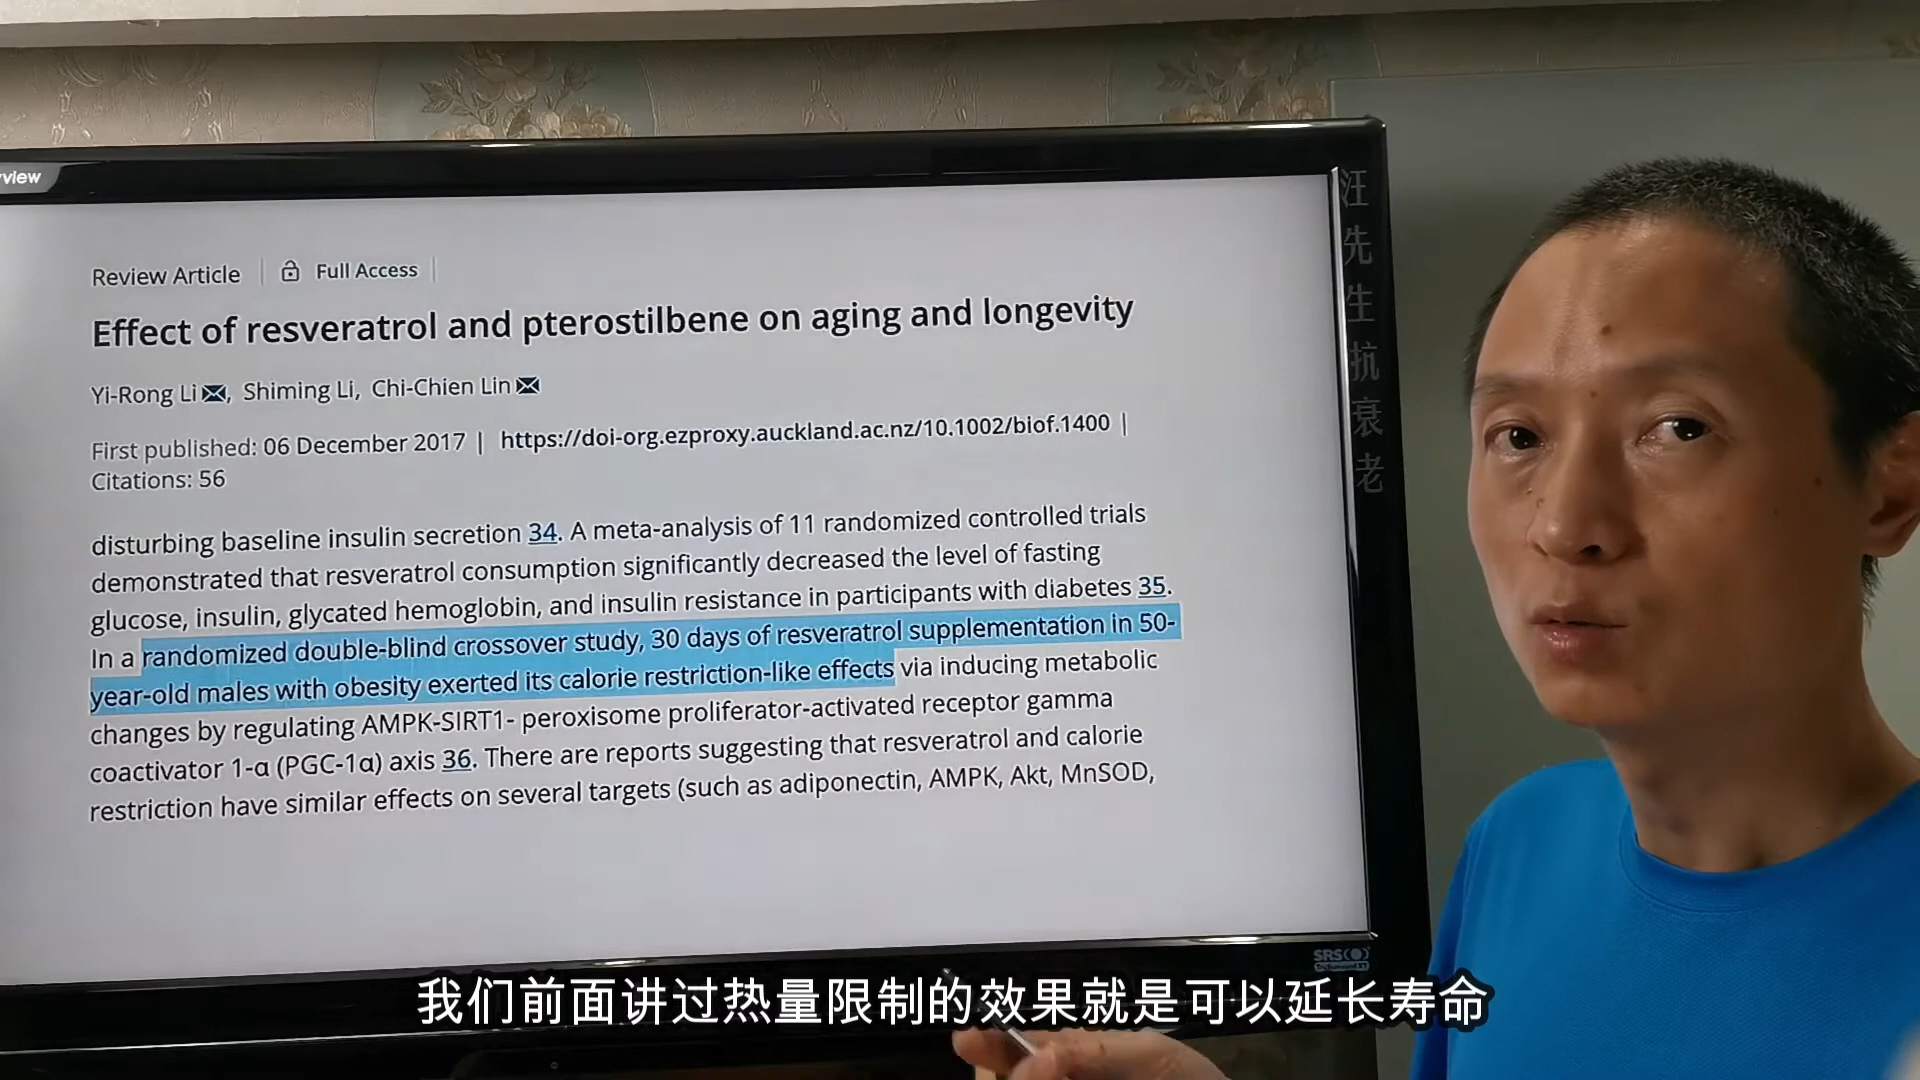 view
Review Article | Full Access |
Effect of resveratrol and pterostilbene on aging and longevity
Yi-Rong Li, Shiming Li, Chi-Chien Lin
First published: 06 December 2017 | https://doi-org.ezproxy.auckland.ac.nz/10.1002/biof.1400 |
Citations: 56
disturbing baseline insulin secretion 34. A meta-analysis of 11 randomized controlled trials
demonstrated that resveratrol consumption significantly decreased the level of fasting
glucose, insulin, glycated hemoglobin, and insulin resistance in participants with diabetes 35.
In a randomized double-blind crossover study, 30 days of resveratrol supplementation in 50-
year-old males with obesity exerted its calorie restriction-like effects via inducing metabolic
changes by regulating AMPK-SIRT1- peroxisome proliferator-activated receptor gamma
coactivator 1-α (PGC-1α) axis 36. There are reports suggesting that resveratrol and calorie
restriction have similar effects on several targets (such as adiponectin, AMPK, Akt, MnSOD,
汪先生抗衰老
SRS
我们前面讲过热量限制的效果就是可以延长寿命